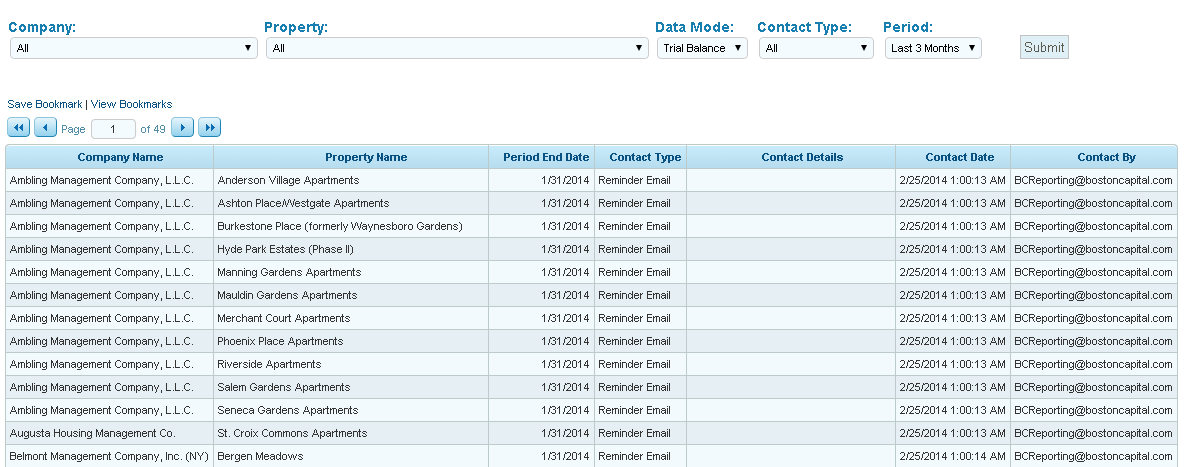 Company: Property: Data Mode: Contact Type: Period:
All All Trial Balance All Last 3 Months Submit
Save Bookmark | View Bookmarks
Page 1 of 49
Company Name Property Name Period End Date Contact Type Contact Details Contact Date Contact By
Ambling Management Company, L.L.C. Anderson Village Apartments 1/31/2014 Reminder Email 2/25/2014 1:00:13 AM BCReporting@bostoncapital.com
Ambling Management Company, L.L.C. Ashton Place/Westgate Apartments 1/31/2014 Reminder Email 2/25/2014 1:00:13 AM BCReporting@bostoncapital.com
Ambling Management Company, L.L.C. Burkestone Place (formerly Waynesboro Gardens) 1/31/2014 Reminder Email 2/25/2014 1:00:13 AM BCReporting@bostoncapital.com
Ambling Management Company, L.L.C. Hyde Park Estates (Phase II) 1/31/2014 Reminder Email 2/25/2014 1:00:13 AM BCReporting@bostoncapital.com
Ambling Management Company, L.L.C. Manning Gardens Apartments 1/31/2014 Reminder Email 2/25/2014 1:00:13 AM BCReporting@bostoncapital.com
Ambling Management Company, L.L.C. Mauldin Gardens Apartments 1/31/2014 Reminder Email 2/25/2014 1:00:13 AM BCReporting@bostoncapital.com
Ambling Management Company, L.L.C. Merchant Court Apartments 1/31/2014 Reminder Email 2/25/2014 1:00:13 AM BCReporting@bostoncapital.com
Ambling Management Company, L.L.C. Phoenix Place Apartments 1/31/2014 Reminder Email 2/25/2014 1:00:13 AM BCReporting@bostoncapital.com
Ambling Management Company, L.L.C. Riverside Apartments 1/31/2014 Reminder Email 2/25/2014 1:00:13 AM BCReporting@bostoncapital.com
Ambling Management Company, L.L.C. Salem Gardens Apartments 1/31/2014 Reminder Email 2/25/2014 1:00:13 AM BCReporting@bostoncapital.com
Ambling Management Company, L.L.C. Seneca Gardens Apartments 1/31/2014 Reminder Email 2/25/2014 1:00:13 AM BCReporting@bostoncapital.com
Augusta Housing Management Co. St. Croix Commons Apartments 1/31/2014 Reminder Email 2/25/2014 1:00:13 AM BCReporting@bostoncapital.com
Belmont Management Company, Inc. (NY) Bergen Meadows 1/31/2014 Reminder Email 2/25/2014 1:00:14 AM BCReporting@bostoncapital.com